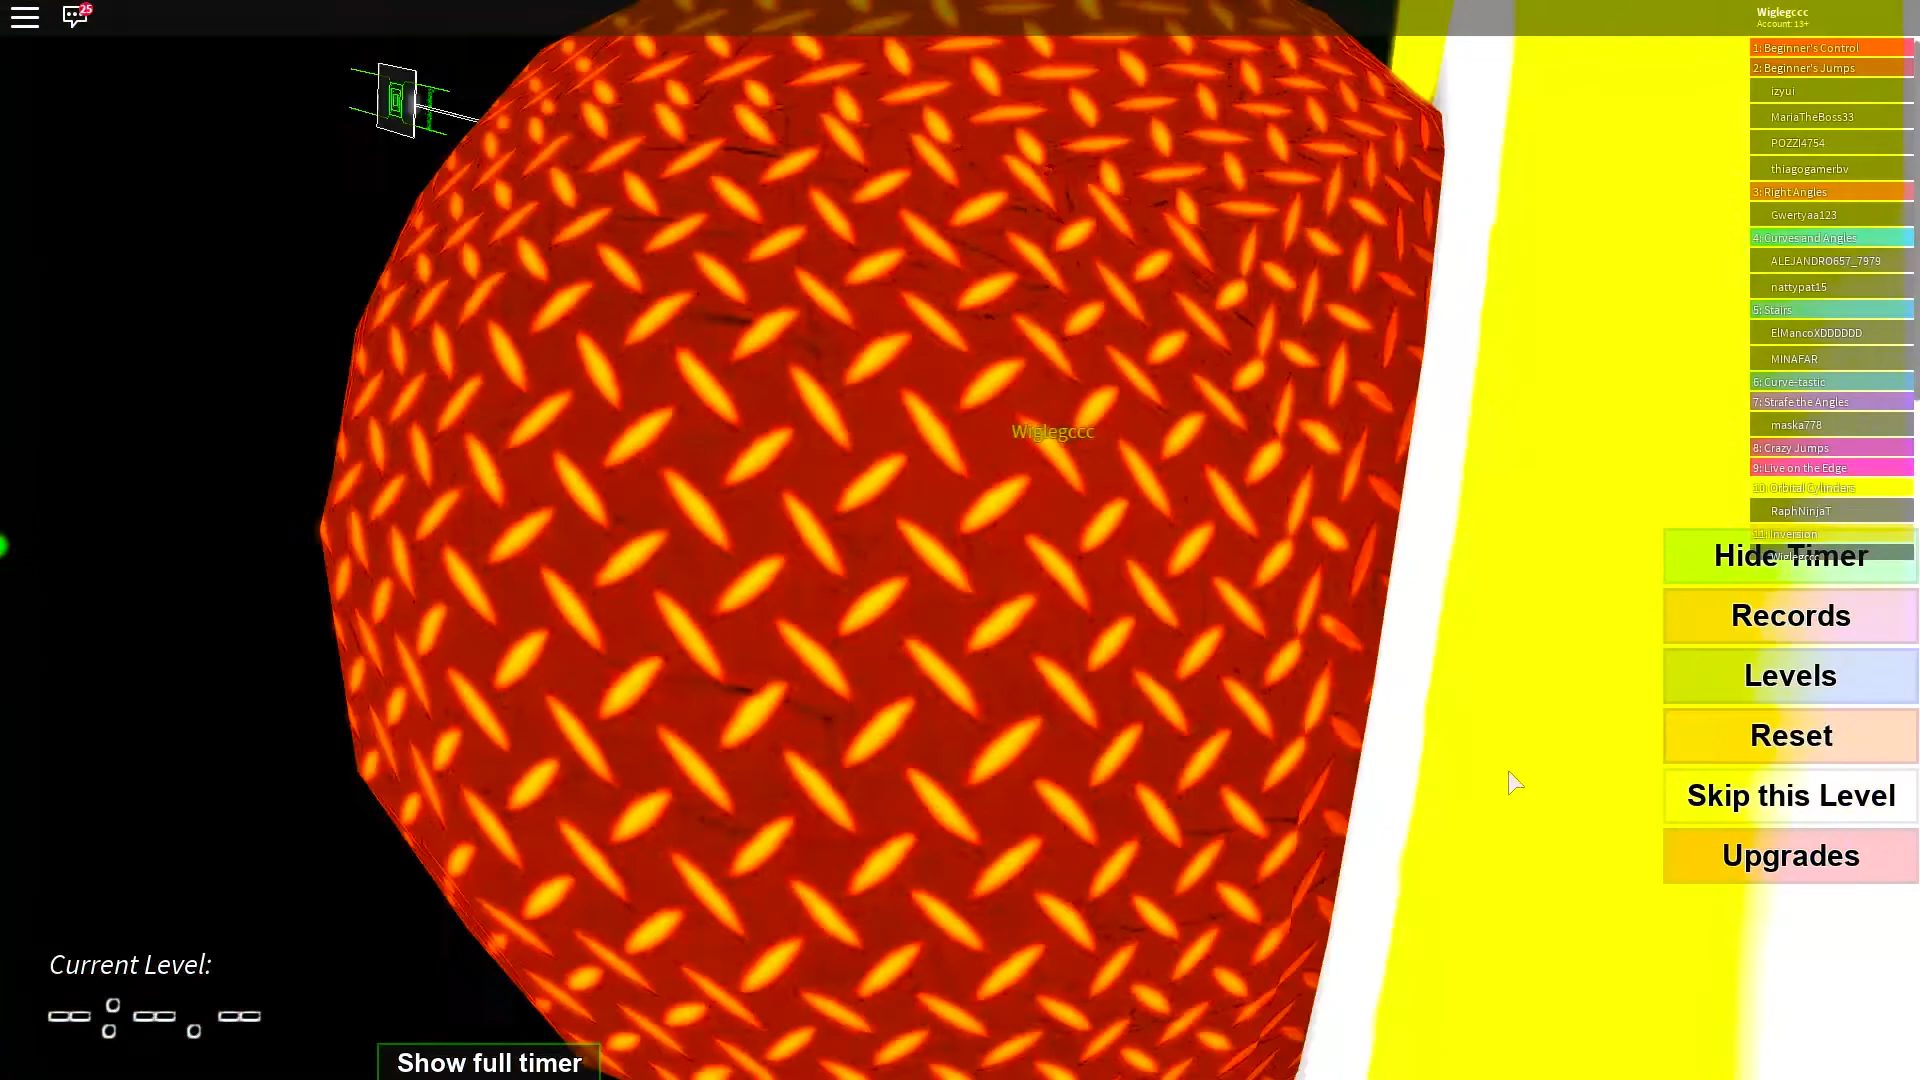 25
Wiglegccc
Account: 13+
1: Beginner's Control
2: Beginner's Jumps
izyui
MariaTheBoss33
POZZI4754
thiagogamerbv
3: Right Angles
Gwertyaa123
4: Curves and Angles
ALEJANDRO657_7979
nattypat15
5: Stairs
ElMancoXDDDDDD
MINAFAR
6: Curve-tastic
7: Strafe the Angles
maska778
8: Crazy Jumps
9: Live on the Edge
10: Orbital Cylinders
RaphNinjaT
11: Inversion
Wiglegccc
Wiglegccc
Hide Timer
Records
Levels
Reset
Skip this Level
Upgrades
Current Level:
Show full timer